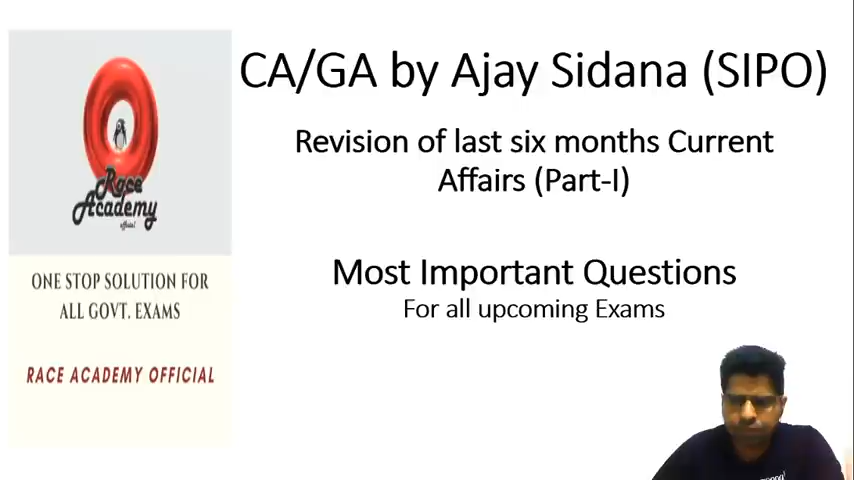 CA/GA by Ajay Sidana (SIPO)
Revision of last six months Current
Affairs (Part-I)
Most Important Questions
For all upcoming Exams
Race
Academy
official
ONE STOP SOLUTION FOR
ALL GOVT. EXAMS
RACE ACADEMY OFFICIAL